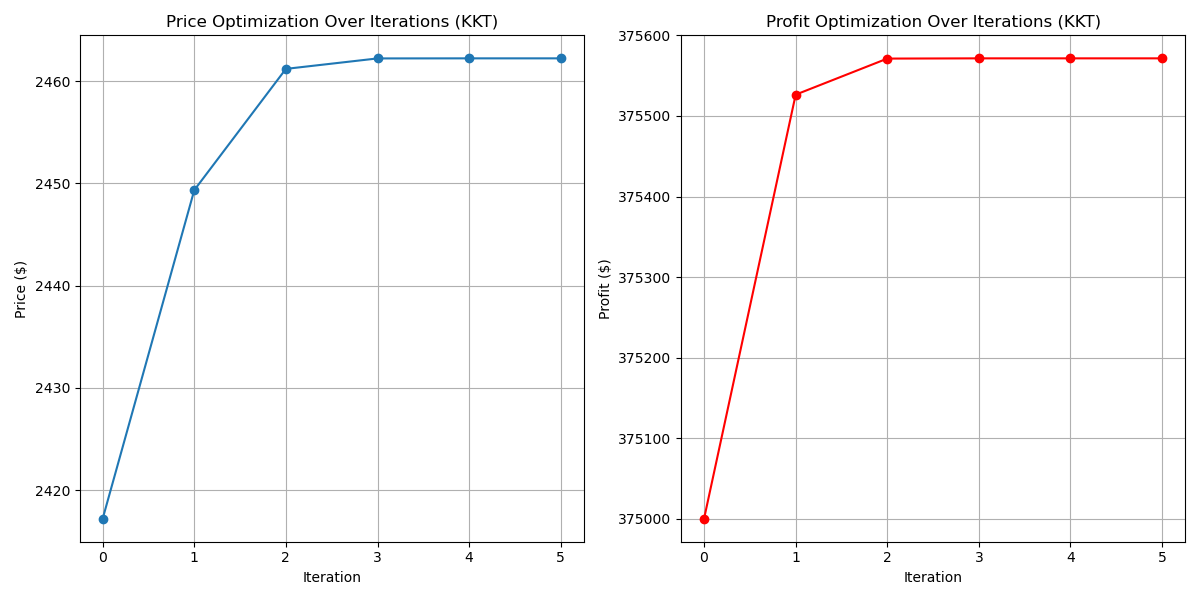 Price Optimization Over Iterations (KKT)
Price ($)
2460
2450
2440
2430
2420
0 1 2 3 4 5
Iteration
Profit Optimization Over Iterations (KKT)
Profit ($)
375600
375500
375400
375300
375200
375100
375000
0 1 2 3 4 5
Iteration